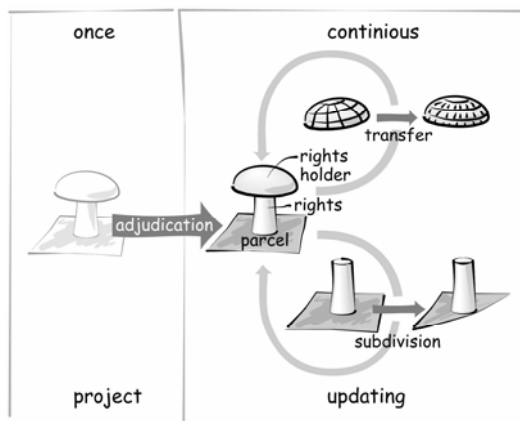 once
continious
transfer
rights
holder
rights
adjudication
parcel
subdivision
project
updating